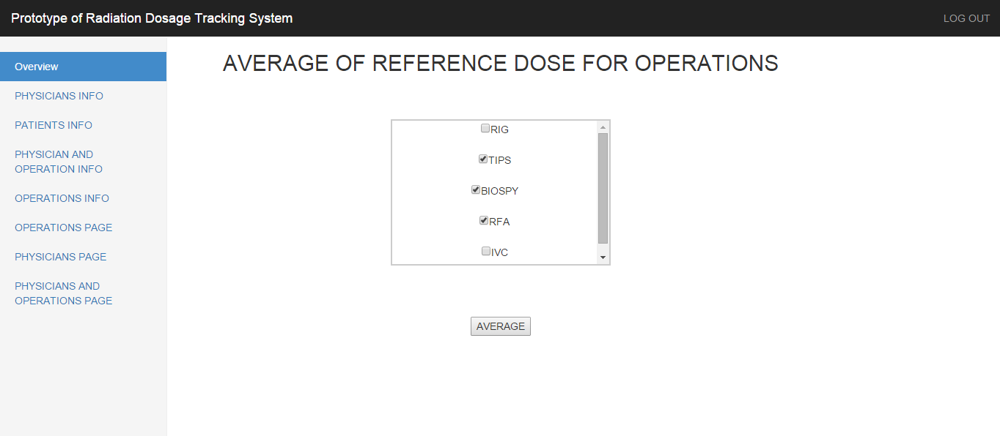 Prototype of Radiation Dosage Tracking System
LOG OUT
Overview
PHYSICIANS INFO
PATIENTS INFO
PHYSICIAN AND
OPERATION INFO
OPERATIONS INFO
OPERATIONS PAGE
PHYSICIANS PAGE
PHYSICIANS AND
OPERATIONS PAGE
AVERAGE OF REFERENCE DOSE FOR OPERATIONS
RIG
TIPS
BIOSPY
RFA
IVC
AVERAGE